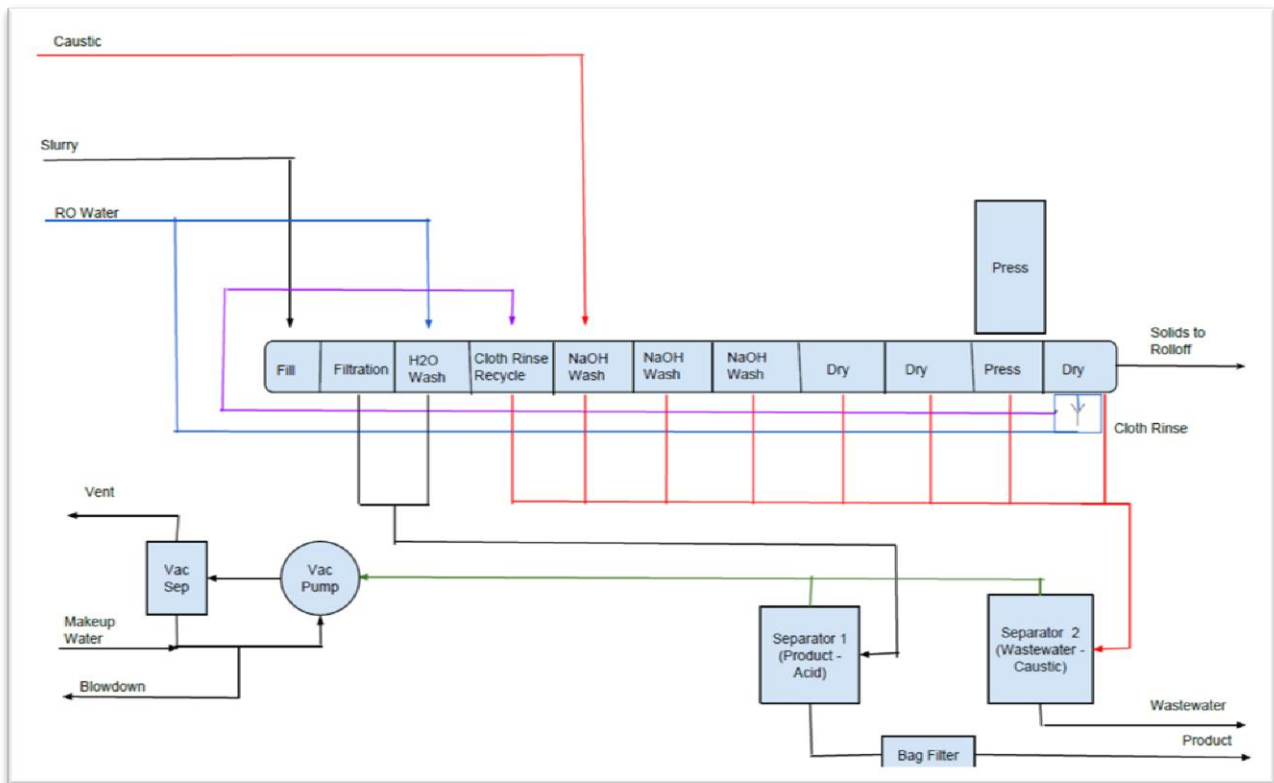 Caustic
Slurry
RO Water
Press
Solids to
Rolloff
Fill
Filtration
H2O
Wash
Cloth Rinse
Recycle
NaOH
Wash
NaOH
Wash
NaOH
Wash
Dry
Dry
Press
Dry
Cloth Rinse
Vent
Vac
Sep
Vac
Pump
Makeup
Water
Blowdown
Separator 1
(Product -
Acid)
Separator 2
(Wastewater -
Caustic)
Wastewater
Product
Bag Filter